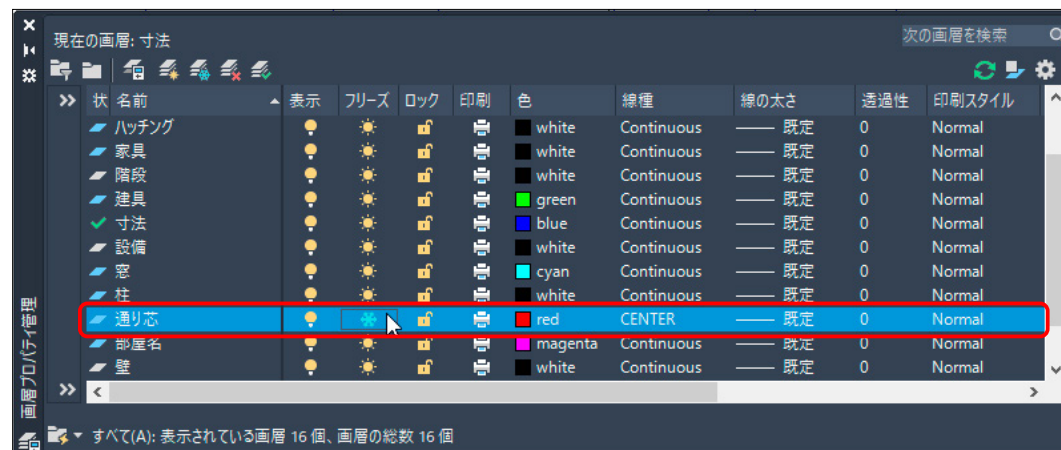 現在の画層: 寸法
次の画層を検索
状 名前 表示 フリーズ ロック 印刷 色 線種 線の太さ 透過性 印刷スタイル
ハッチング white Continuous 既定 0 Normal
家具 white Continuous 既定 0 Normal
階段 white Continuous 既定 0 Normal
建具 green Continuous 既定 0 Normal
寸法 blue Continuous 既定 0 Normal
設備 white Continuous 既定 0 Normal
窓 cyan Continuous 既定 0 Normal
柱 white Continuous 既定 0 Normal
通り芯 red CENTER 既定 0 Normal
部屋名 magenta Continuous 既定 0 Normal
壁 white Continuous 既定 0 Normal
画層プロパティ管理
すべて(A): 表示されている画層 16 個、画層の総数 16 個